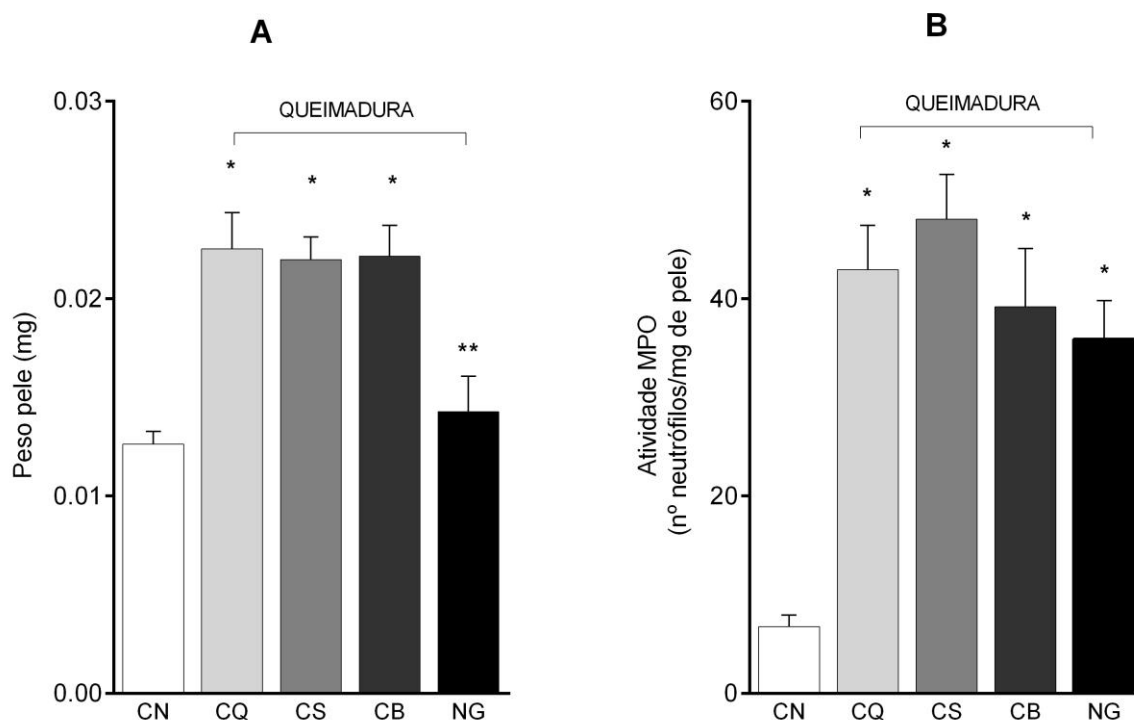 A
QUEIMADURA
0.03
0.02
0.01
0.00
Peso pele (mg)
*
*
*
**
CN CQ CS CB NG
B
QUEIMADURA
60
40
20
0
Atividade MPO
(nº neutrófilos/mg de pele)
*
*
*
*
CN CQ CS CB NG